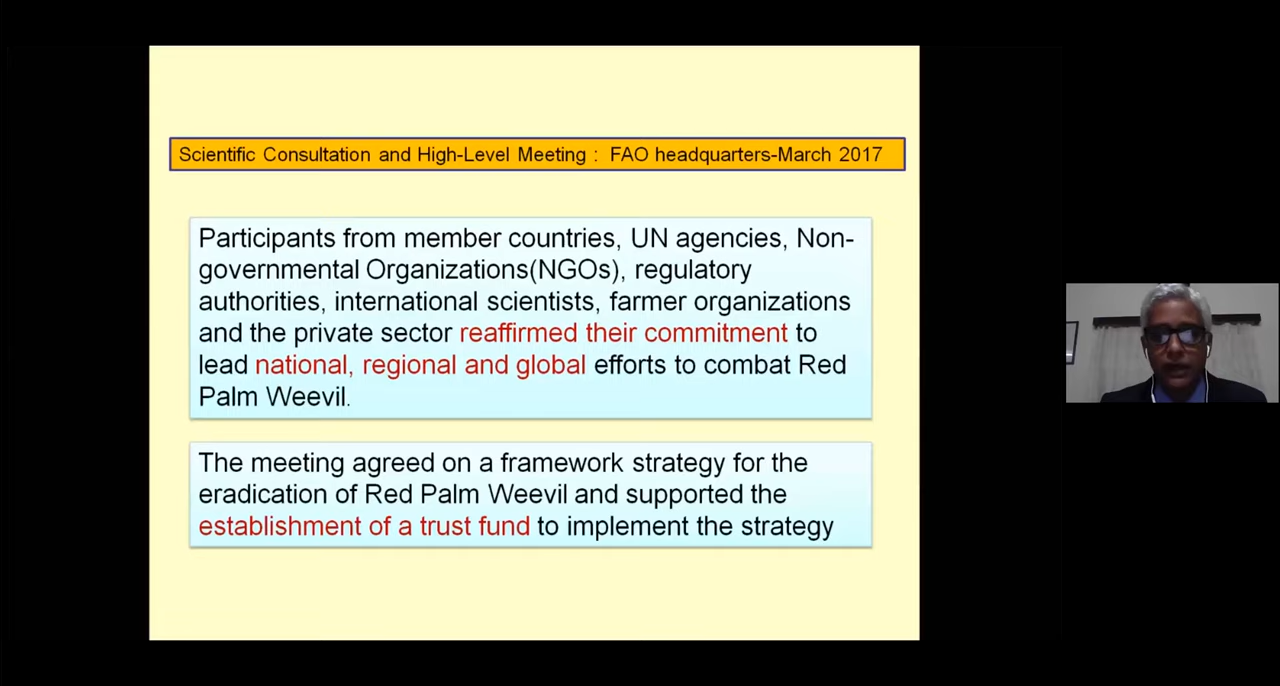 Scientific Consultation and High-Level Meeting : FAO headquarters-March 2017
Participants from member countries, UN agencies, Non-
governmental Organizations(NGOs), regulatory
authorities, international scientists, farmer organizations
and the private sector reaffirmed their commitment to
lead national, regional and global efforts to combat Red
Palm Weevil.
The meeting agreed on a framework strategy for the
eradication of Red Palm Weevil and supported the
establishment of a trust fund to implement the strategy